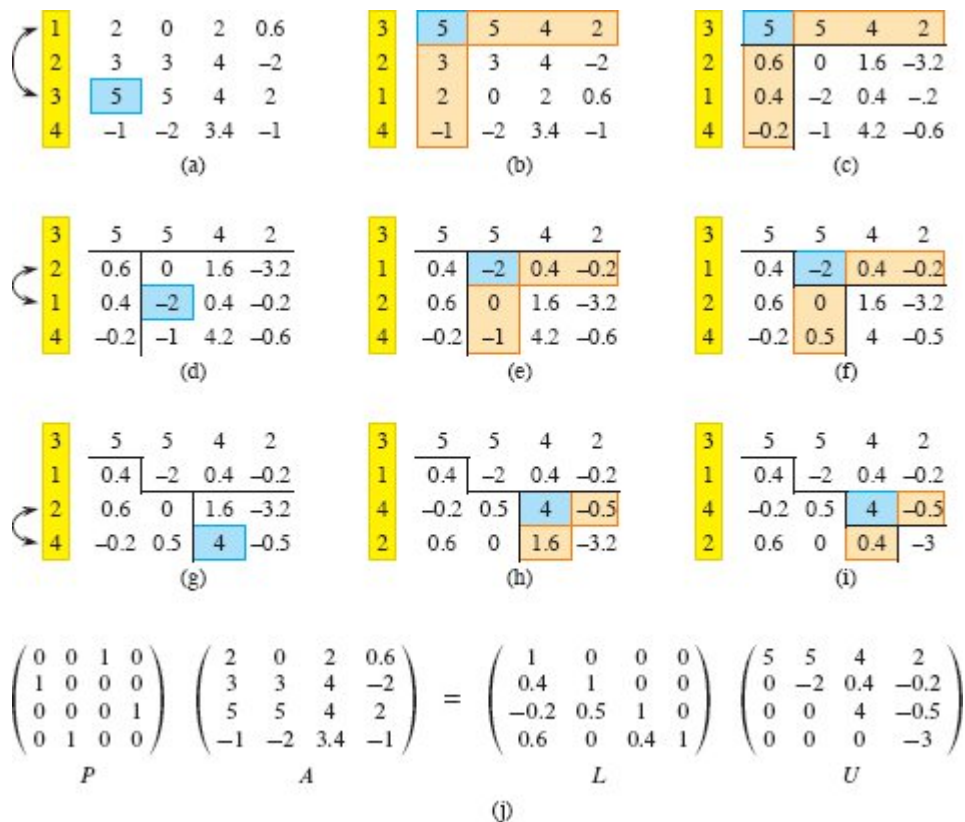 1 2 0 2 0.6 3 5 5 4 2 3 5 5 4 2
2 3 3 4 –2 2 3 3 4 –2 2 0.6 0 1.6 –3.2
3 5 5 4 2 1 2 0 2 0.6 1 0.4 –2 0.4 –.2
4 –1 –2 3.4 –1 4 –1 –2 3.4 –1 4 –0.2 –1 4.2 –0.6
(a) (b) (c)
3 5 5 4 2 3 5 5 4 2 3 5 5 4 2
2 0.6 0 1.6 –3.2 1 0.4 –2 0.4 –0.2 1 0.4 –2 0.4 –0.2
1 0.4 –2 0.4 –0.2 2 0.6 0 1.6 –3.2 2 0.6 0 1.6 –3.2
4 –0.2 –1 4.2 –0.6 4 –0.2 –1 4.2 –0.6 4 –0.2 0.5 4 –0.5
(d) (e) (f)
3 5 5 4 2 3 5 5 4 2 3 5 5 4 2
1 0.4 –2 0.4 –0.2 1 0.4 –2 0.4 –0.2 1 0.4 –2 0.4 –0.2
2 0.6 0 1.6 –3.2 4 –0.2 0.5 4 –0.5 4 –0.2 0.5 4 –0.5
4 –0.2 0.5 4 –0.5 2 0.6 0 1.6 –3.2 2 0.6 0 0.4 –3
(g) (h) (i)
0 0 1 0 2 0 2 0.6 1 0 0 0 5 5 4 2
1 0 0 0 3 3 4 –2 0.4 1 0 0 0 –2 0.4 –0.2
0 0 0 1 5 5 4 2 = –0.2 0.5 1 0 0 0 4 –0.5
0 1 0 0 –1 –2 3.4 –1 0.6 0 0.4 1 0 0 0 –3
P A L U
(j)